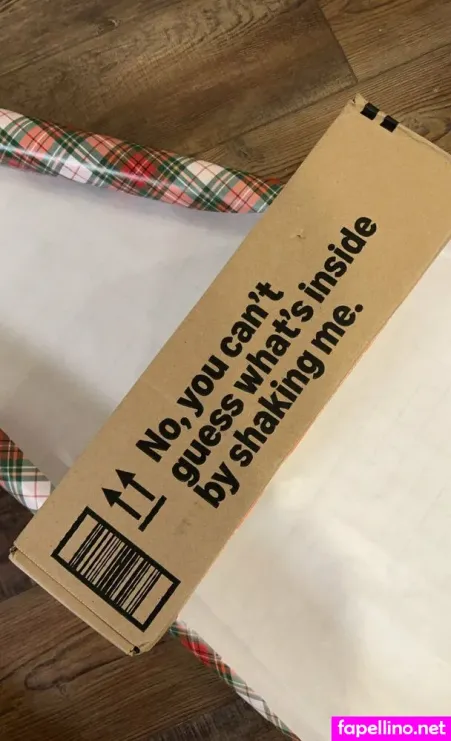 No, you can't
guess what's inside
by shaking me.
fapellino.net